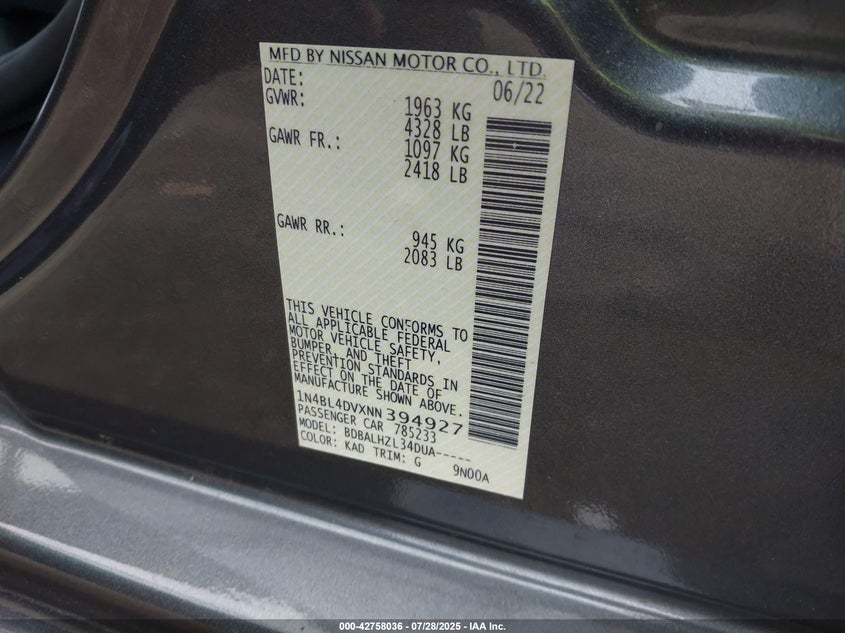 MFD BY NISSAN MOTOR CO., LTD.
DATE: 06/22
GVWR: 1963 KG
4328 LB
GAWR FR.: 1097 KG
2418 LB
GAWR RR.: 945 KG
2083 LB
THIS VEHICLE CONFORMS TO
ALL APPLICABLE FEDERAL
MOTOR VEHICLE SAFETY,
BUMPER, AND THEFT
PREVENTION STANDARDS IN
EFFECT ON THE DATE OF
MANUFACTURE SHOWN ABOVE.
1N4BL4DVXNN394927
PASSENGER CAR 785233
MODEL: BDBALHZL34DUA-----
COLOR: KAD TRIM: G 9N00A
000-42758036 - 07/28/2025 - IAA Inc.